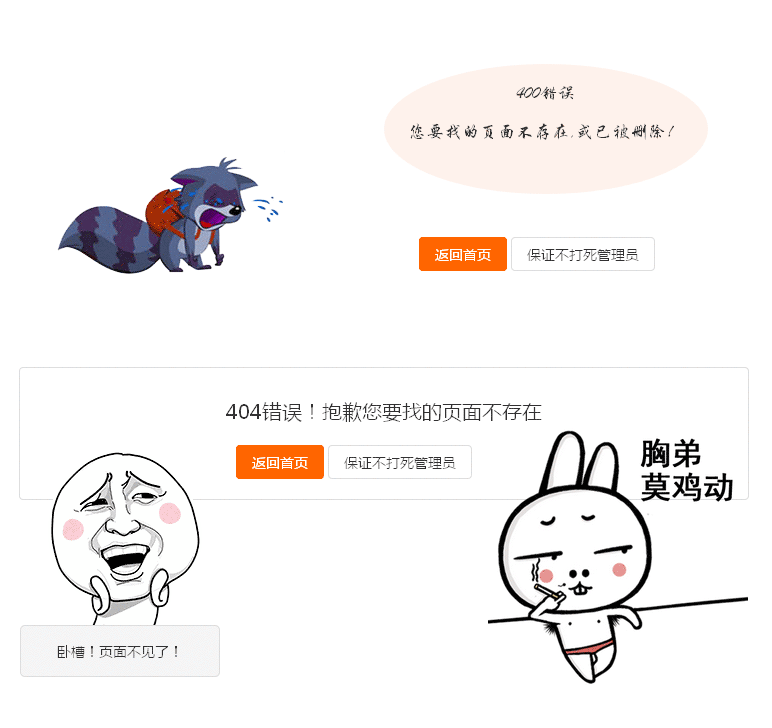 400错误
您要找的页面不存在,或已被删除!
返回首页
保证不打死管理员
404错误！抱歉您要找的页面不存在
返回首页
保证不打死管理员
胸弟
莫鸡动
卧槽！页面不见了！